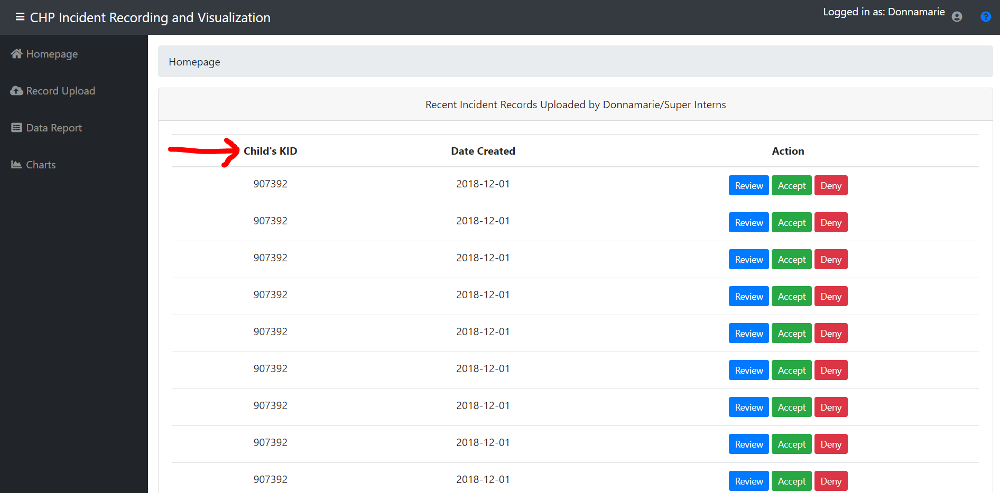 CHP Incident Recording and Visualization
Logged in as: Donnamarie
?
Homepage
Record Upload
Data Report
Charts
Homepage
Recent Incident Records Uploaded by Donnamarie/Super Interns
Child's KID Date Created Action
907392 2018-12-01 Review Accept Deny
907392 2018-12-01 Review Accept Deny
907392 2018-12-01 Review Accept Deny
907392 2018-12-01 Review Accept Deny
907392 2018-12-01 Review Accept Deny
907392 2018-12-01 Review Accept Deny
907392 2018-12-01 Review Accept Deny
907392 2018-12-01 Review Accept Deny
907392 2018-12-01 Review Accept Deny